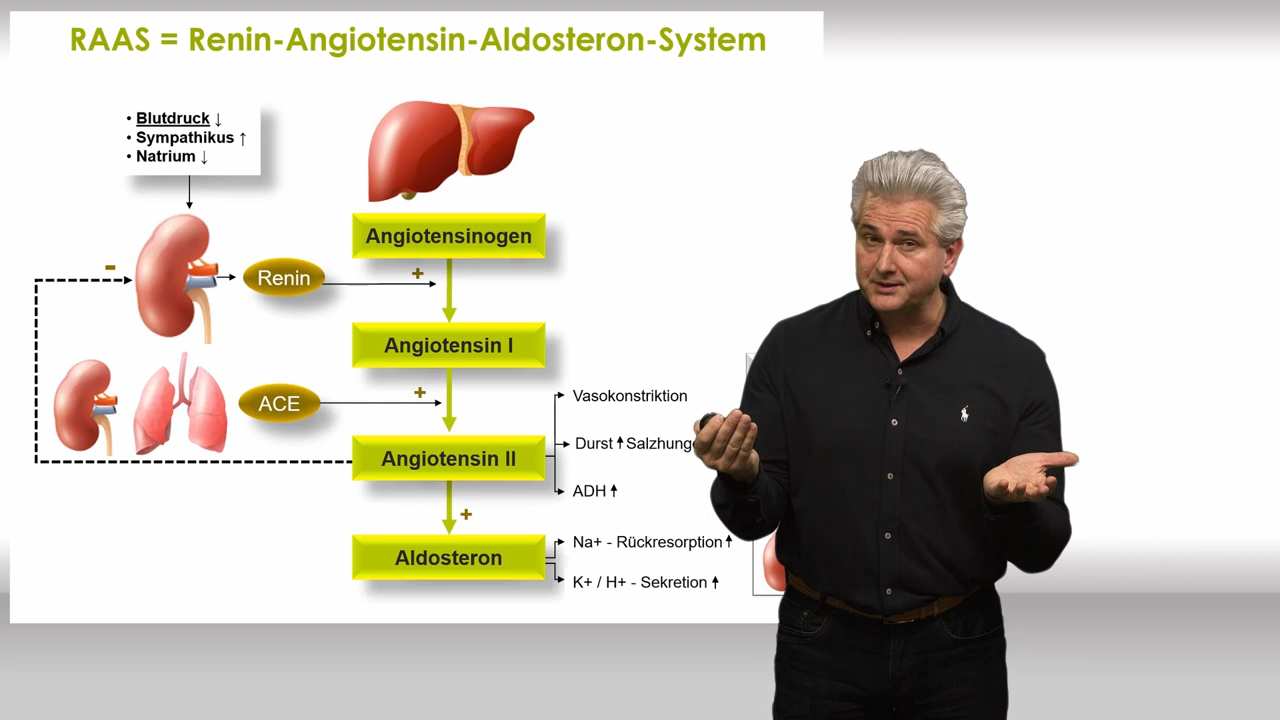 RAAS = Renin-Angiotensin-Aldosteron-System
• Blutdruck ↓
• Sympathikus ↑
• Natrium ↓
Angiotensinogen
-
Renin
+
Angiotensin I
ACE
+
Vasokonstriktion
Durst ↑ Salzhunge
Angiotensin II
ADH ↑
+
Na+ - Rückresorption ↑
Aldosteron
K+ / H+ - Sekretion ↑